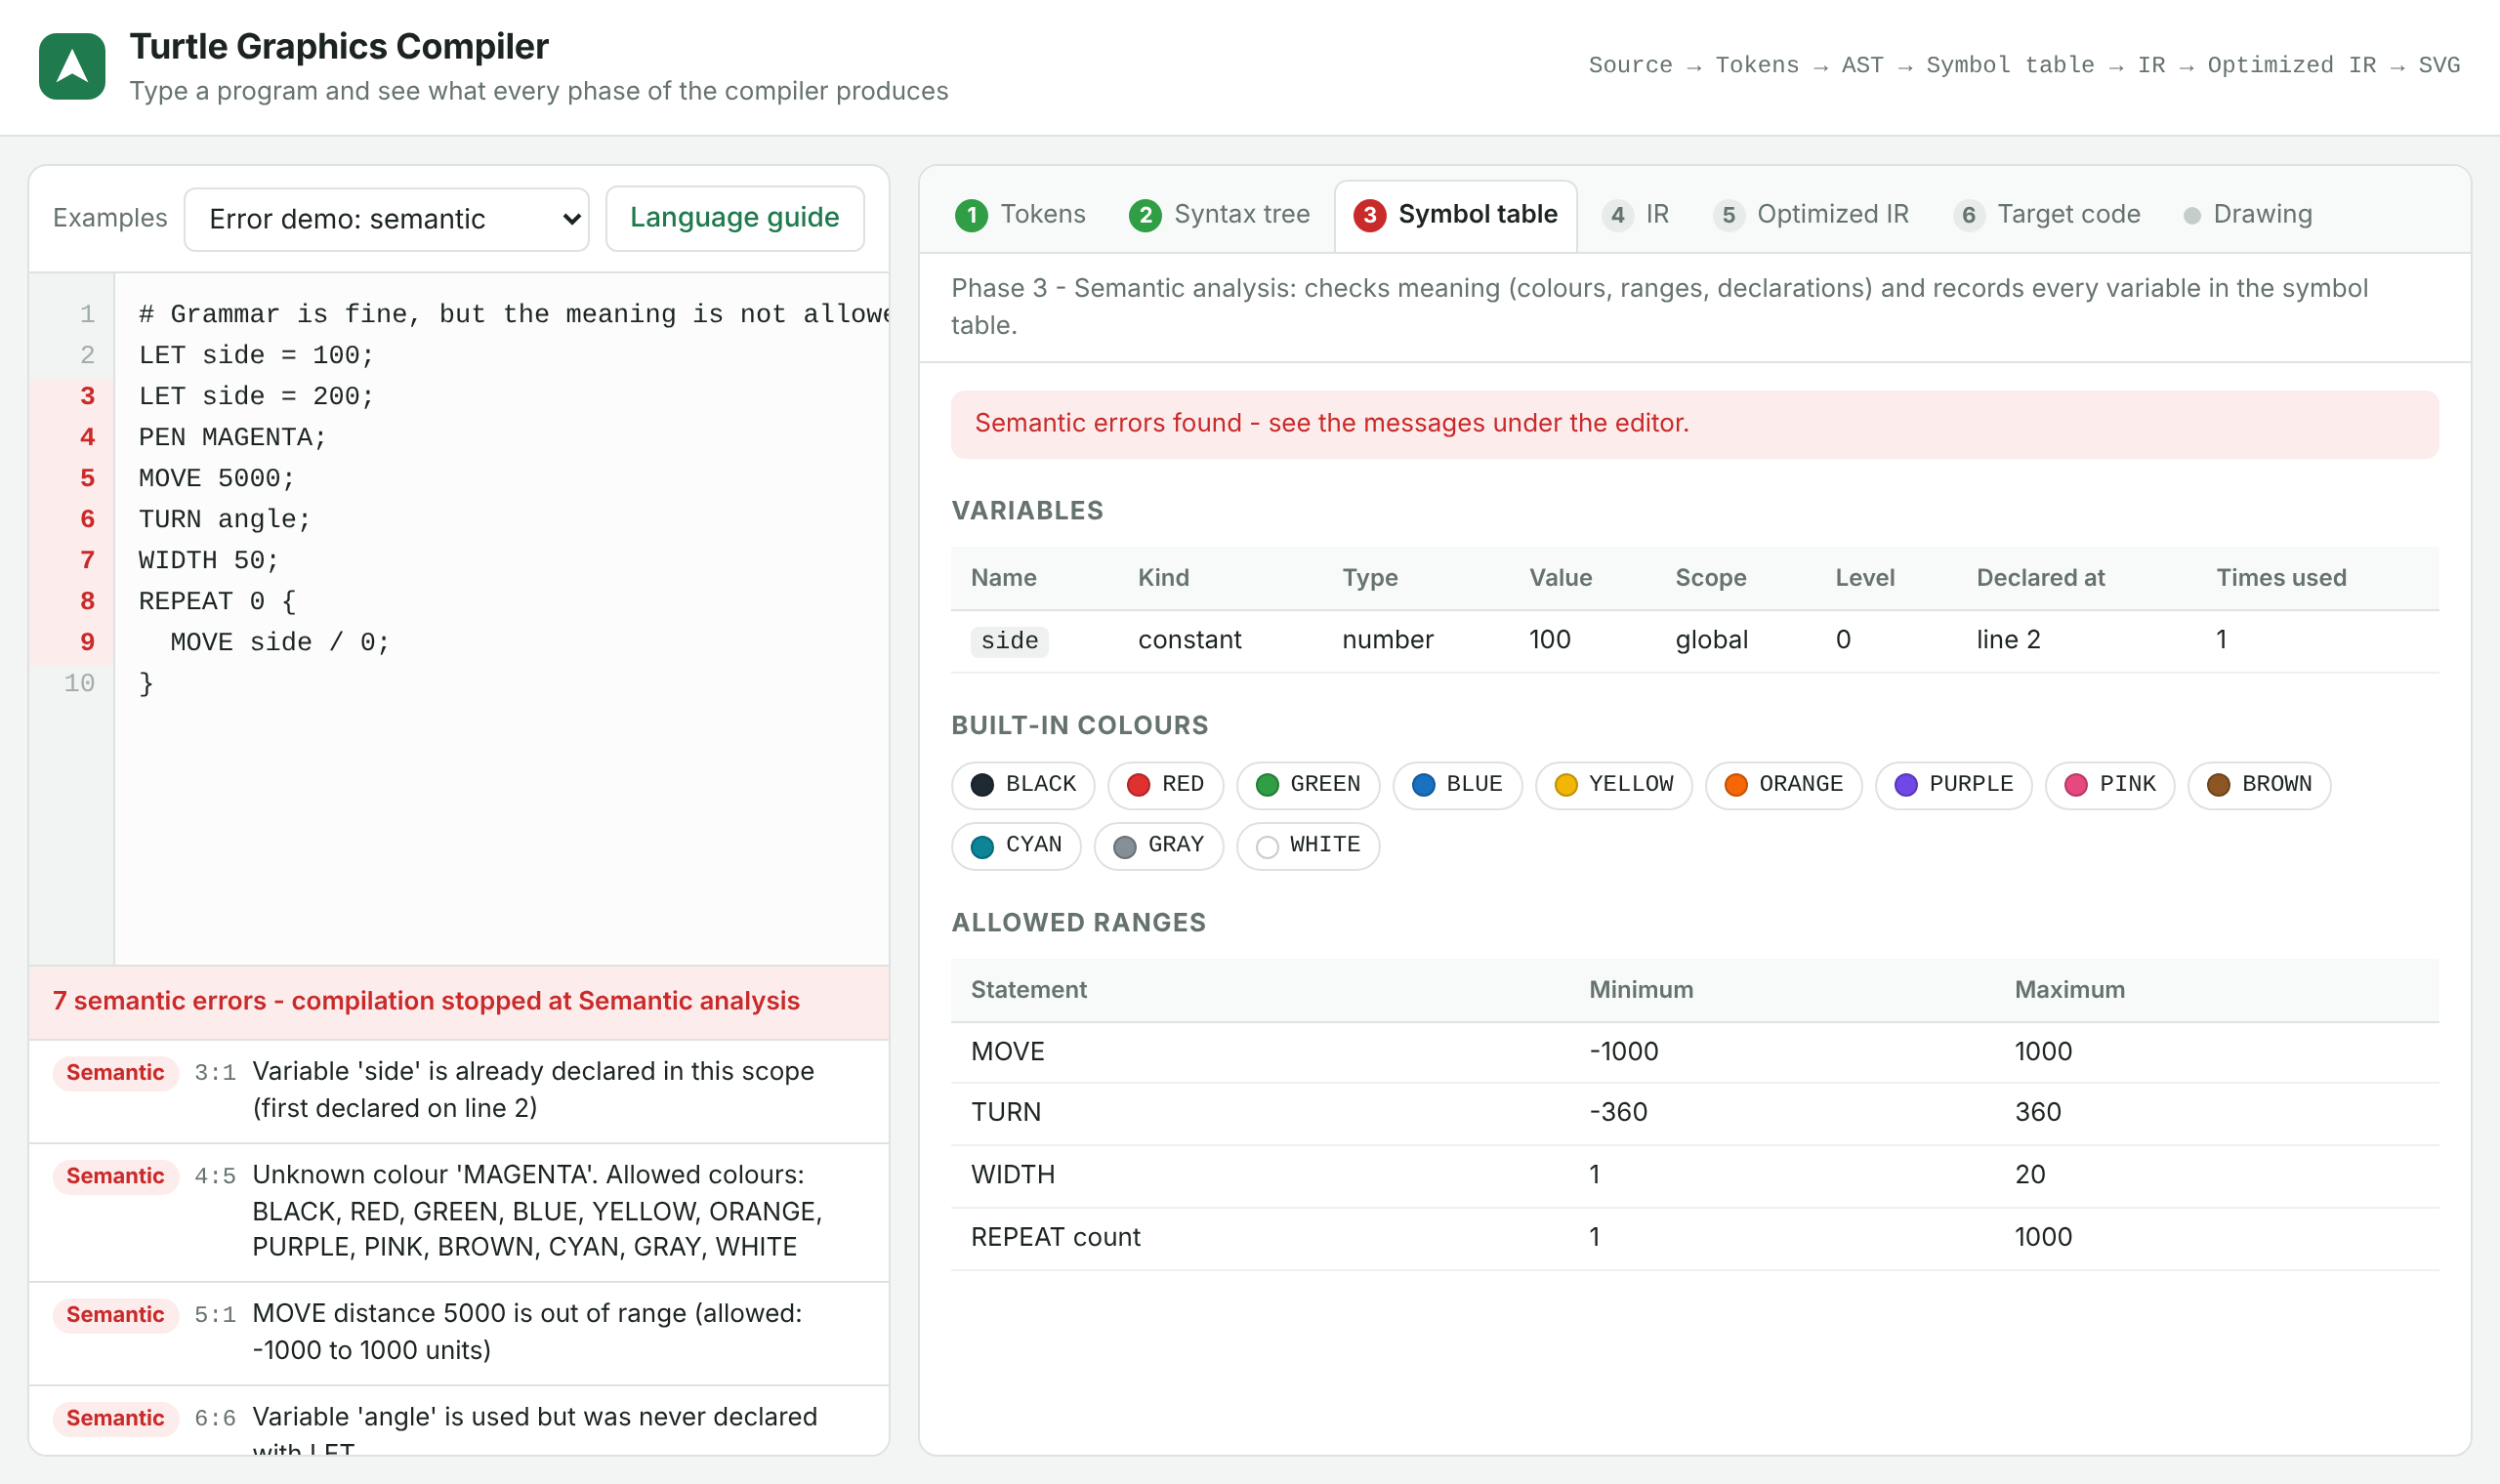 Turtle Graphics Compiler
Type a program and see what every phase of the compiler produces
Source → Tokens → AST → Symbol table → IR → Optimized IR → SVG
Examples
Error demo: semantic
Language guide
1 # Grammar is fine, but the meaning is not allowe
2 LET side = 100;
3 LET side = 200;
4 PEN MAGENTA;
5 MOVE 5000;
6 TURN angle;
7 WIDTH 50;
8 REPEAT 0 {
9   MOVE side / 0;
10 }
7 semantic errors - compilation stopped at Semantic analysis
Semantic 3:1 Variable 'side' is already declared in this scope
(first declared on line 2)
Semantic 4:5 Unknown colour 'MAGENTA'. Allowed colours:
BLACK, RED, GREEN, BLUE, YELLOW, ORANGE,
PURPLE, PINK, BROWN, CYAN, GRAY, WHITE
Semantic 5:1 MOVE distance 5000 is out of range (allowed:
-1000 to 1000 units)
Semantic 6:6 Variable 'angle' is used but was never declared
with LET
1 Tokens 2 Syntax tree 3 Symbol table 4 IR 5 Optimized IR 6 Target code Drawing
Phase 3 - Semantic analysis: checks meaning (colours, ranges, declarations) and records every variable in the symbol
table.
Semantic errors found - see the messages under the editor.
VARIABLES
Name Kind Type Value Scope Level Declared at Times used
side constant number 100 global 0 line 2 1
BUILT-IN COLOURS
BLACK RED GREEN BLUE YELLOW ORANGE PURPLE PINK BROWN
CYAN GRAY WHITE
ALLOWED RANGES
Statement Minimum Maximum
MOVE -1000 1000
TURN -360 360
WIDTH 1 20
REPEAT count 1 1000